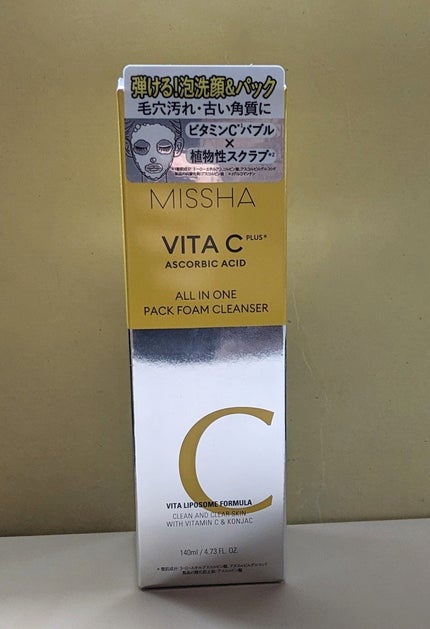 弾ける!泡洗顔&パック
毛穴汚れ・古い角質に
ビタミンC*¹バブル
×
植物性スクラブ*²
MISSHA
VITA C PLUS+
ASCORBIC ACID
ALL IN ONE
PACK FOAM CLEANSER
C
VITA LIPOSOME FORMULA
CLEAN AND CLEAR SKIN
WITH VITAMIN C & KONJAC
140ml / 4.73 FL. OZ.